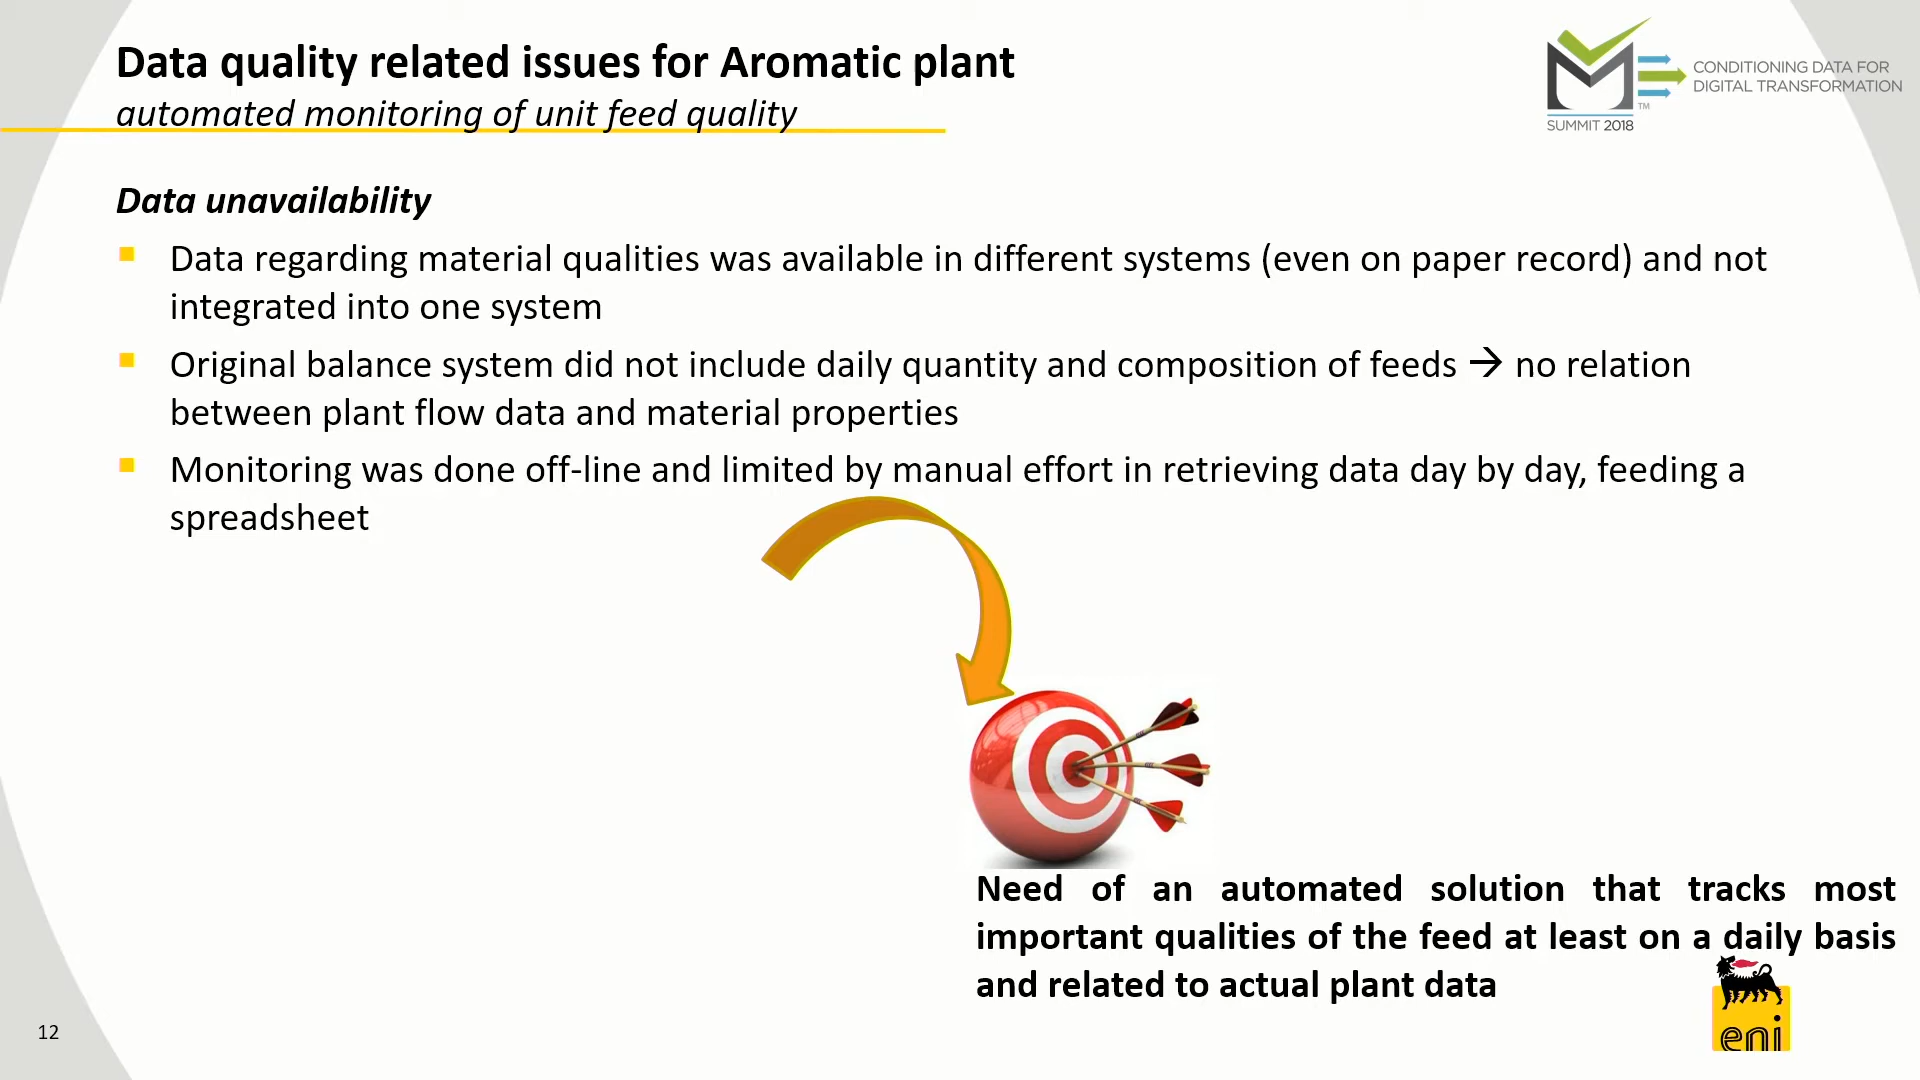 Data quality related issues for Aromatic plant
automated monitoring of unit feed quality
CONDITIONING DATA FOR
DIGITAL TRANSFORMATION
TM
SUMMIT 2018
Data unavailability
Data regarding material qualities was available in different systems (even on paper record) and not
integrated into one system
Original balance system did not include daily quantity and composition of feeds → no relation
between plant flow data and material properties
Monitoring was done off-line and limited by manual effort in retrieving data day by day, feeding a
spreadsheet
Need of an automated solution that tracks most
important qualities of the feed at least on a daily basis
and related to actual plant data
12
eni